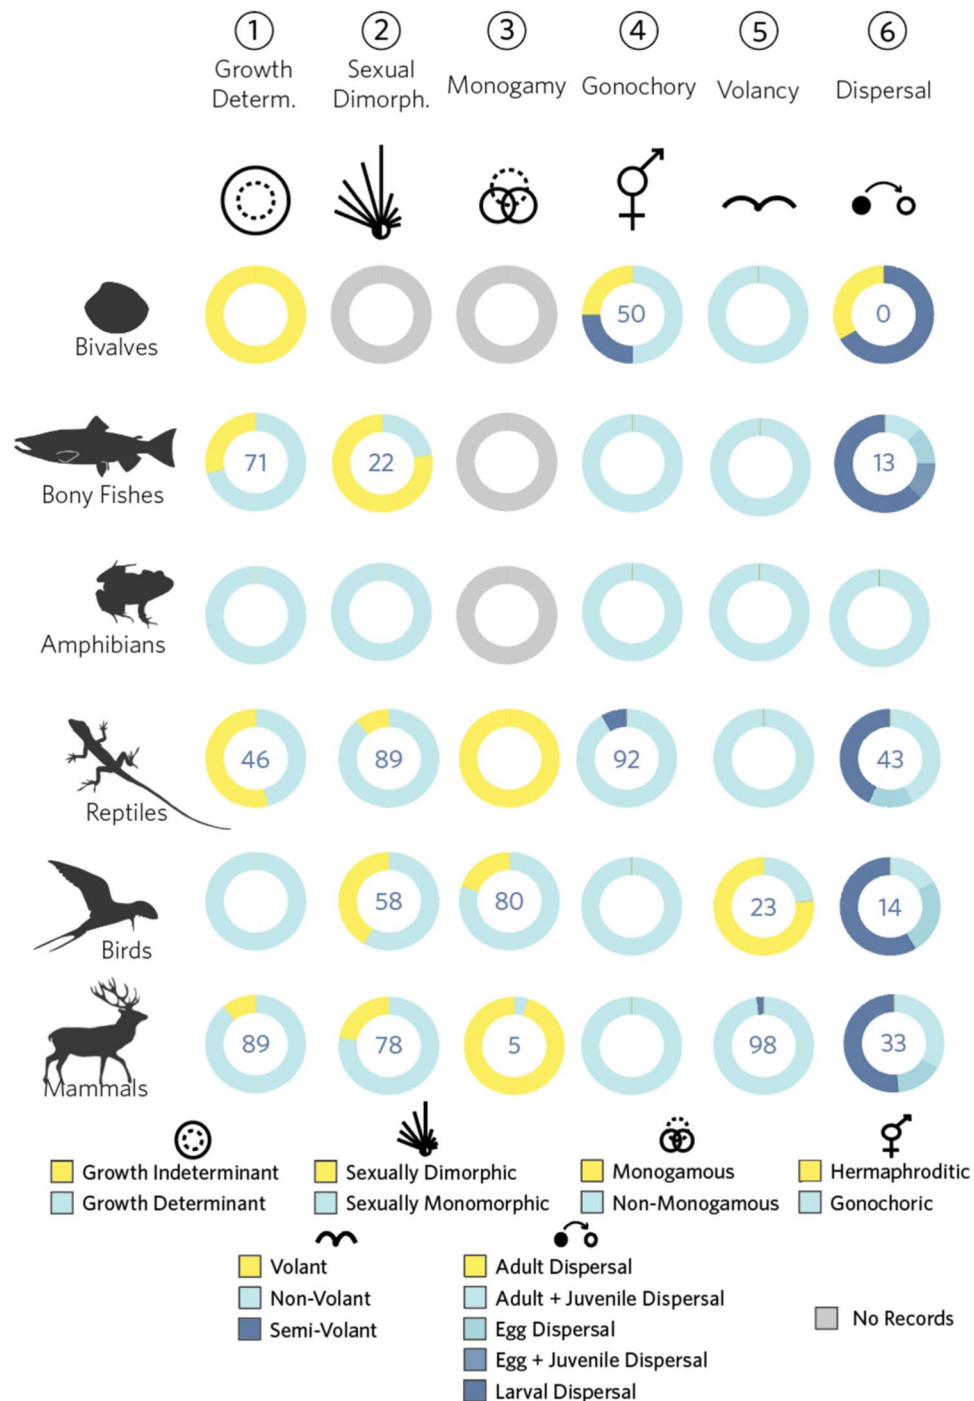 1 2 3 4 5 6
Growth Determ.
Sexual Dimorph.
Monogamy
Gonochory
Volancy
Dispersal
Bivalves
50
0
Bony Fishes
71
22
13
Amphibians
Reptiles
46
89
92
43
Birds
58
80
23
14
Mammals
89
78
5
98
33
Growth Indeterminant
Growth Determinant
Sexually Dimorphic
Sexually Monomorphic
Monogamous
Non-Monogamous
Hermaphroditic
Gonochoric
Volant
Non-Volant
Semi-Volant
Adult Dispersal
Adult + Juvenile Dispersal
Egg Dispersal
Egg + Juvenile Dispersal
Larval Dispersal
No Records